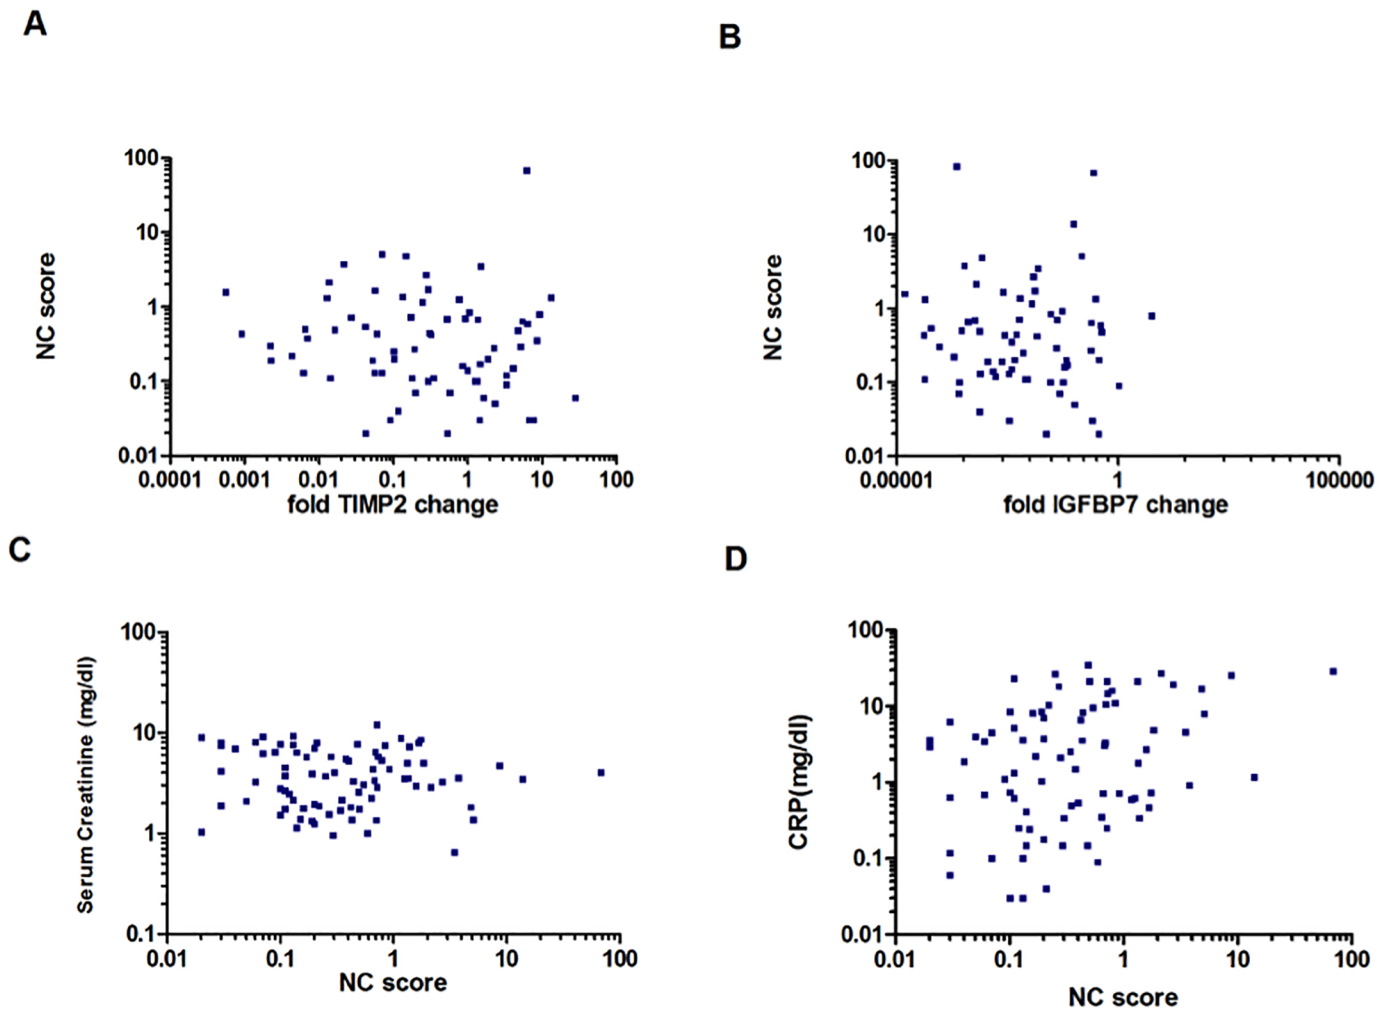 A
B
100
10
1
0.1
0.01
NC score
0.0001 0.001 0.01 0.1 1 10 100
fold TIMP2 change
100
10
1
0.1
0.01
NC score
0.00001 1 100000
fold IGFBP7 change
C
D
100
10
1
0.1
Serum Creatinine (mg/dl)
0.01 0.1 1 10 100
NC score
100
10
1
0.1
0.01
CRP(mg/dl)
0.01 0.1 1 10 100
NC score